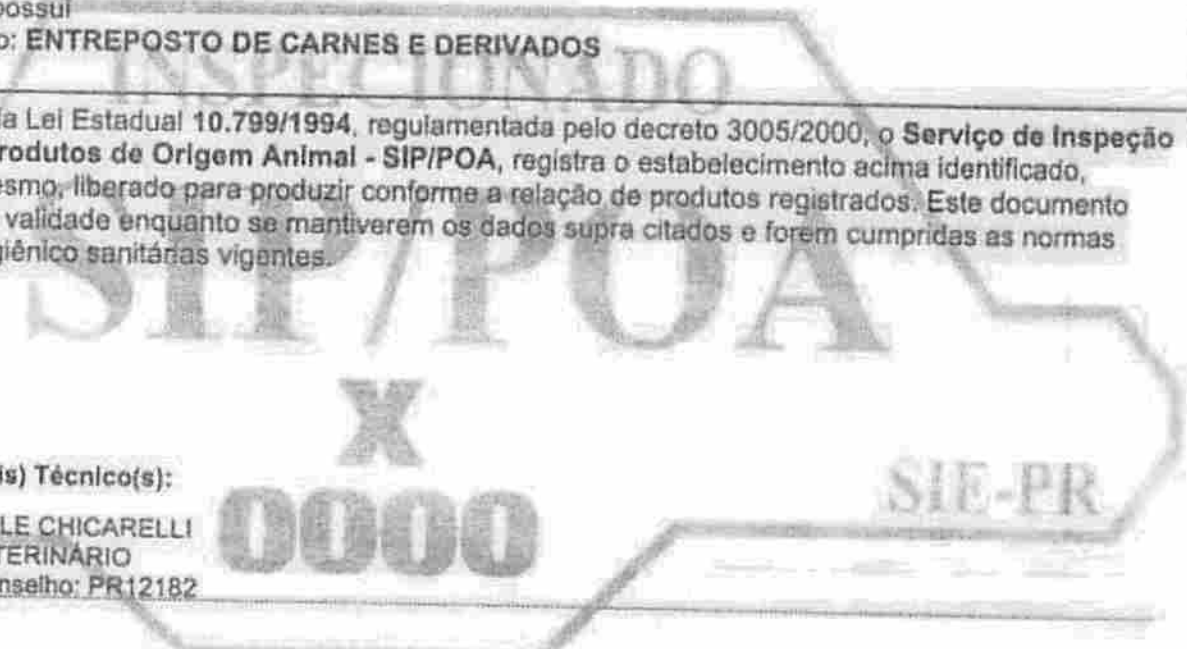 possui
o: ENTREPOSTO DE CARNES E DERIVADOS
INSPECIONADO
a Lei Estadual 10.799/1994, regulamentada pelo decreto 3005/2000, o Serviço de Inspeção
rodutos de Origem Animal - SIP/POA, registra o estabelecimento acima identificado,
esmo, liberado para produzir conforme a relação de produtos registrados. Este documento
validade enquanto se mantiverem os dados supra citados e forem cumpridas as normas
giênico sanitárias vigentes.
SIP/POA
X
is) Técnico(s):
SIE-PR
LE CHICARELLI
0000
TERINÁRIO
nselho: PR12182